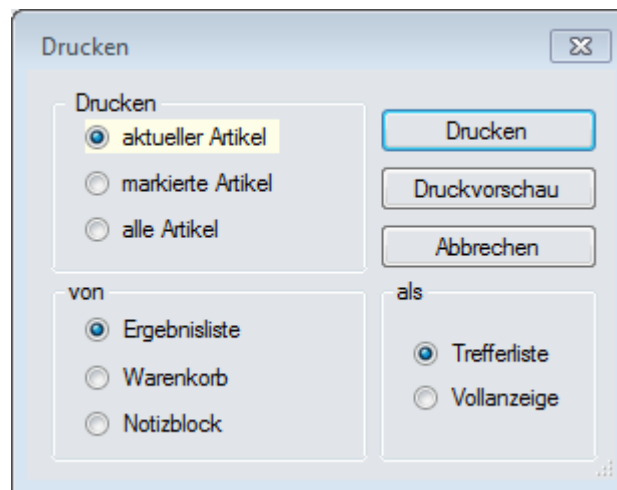 Drucken
Drucken
aktueller Artikel
markierte Artikel
alle Artikel
Drucken
Druckvorschau
Abbrechen
von
Ergebnisliste
Warenkorb
Notizblock
als
Trefferliste
Vollanzeige